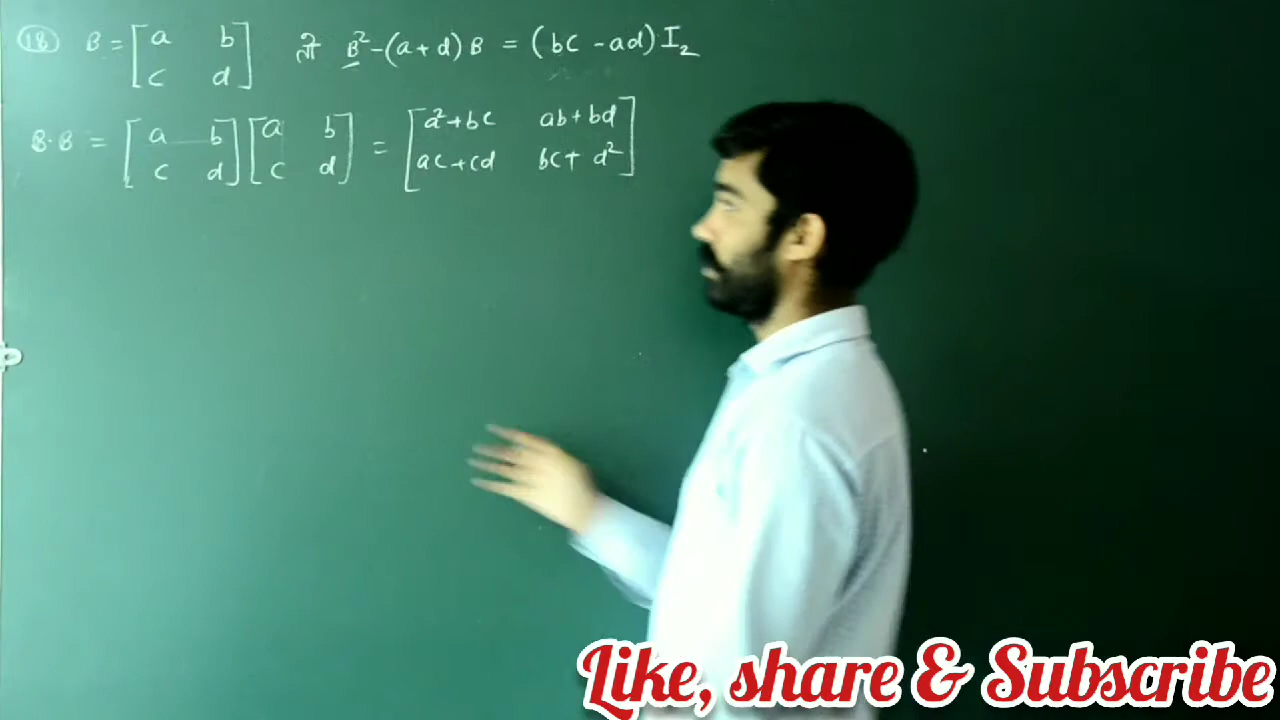 (18) B = [a b; c d] तो B² - (a + d) B = (bc - ad) I₂
B·B = [a b; c d] [a b; c d] = [a² + bc ab + bd; ac + cd bc + d²]
Like, share & Subscribe